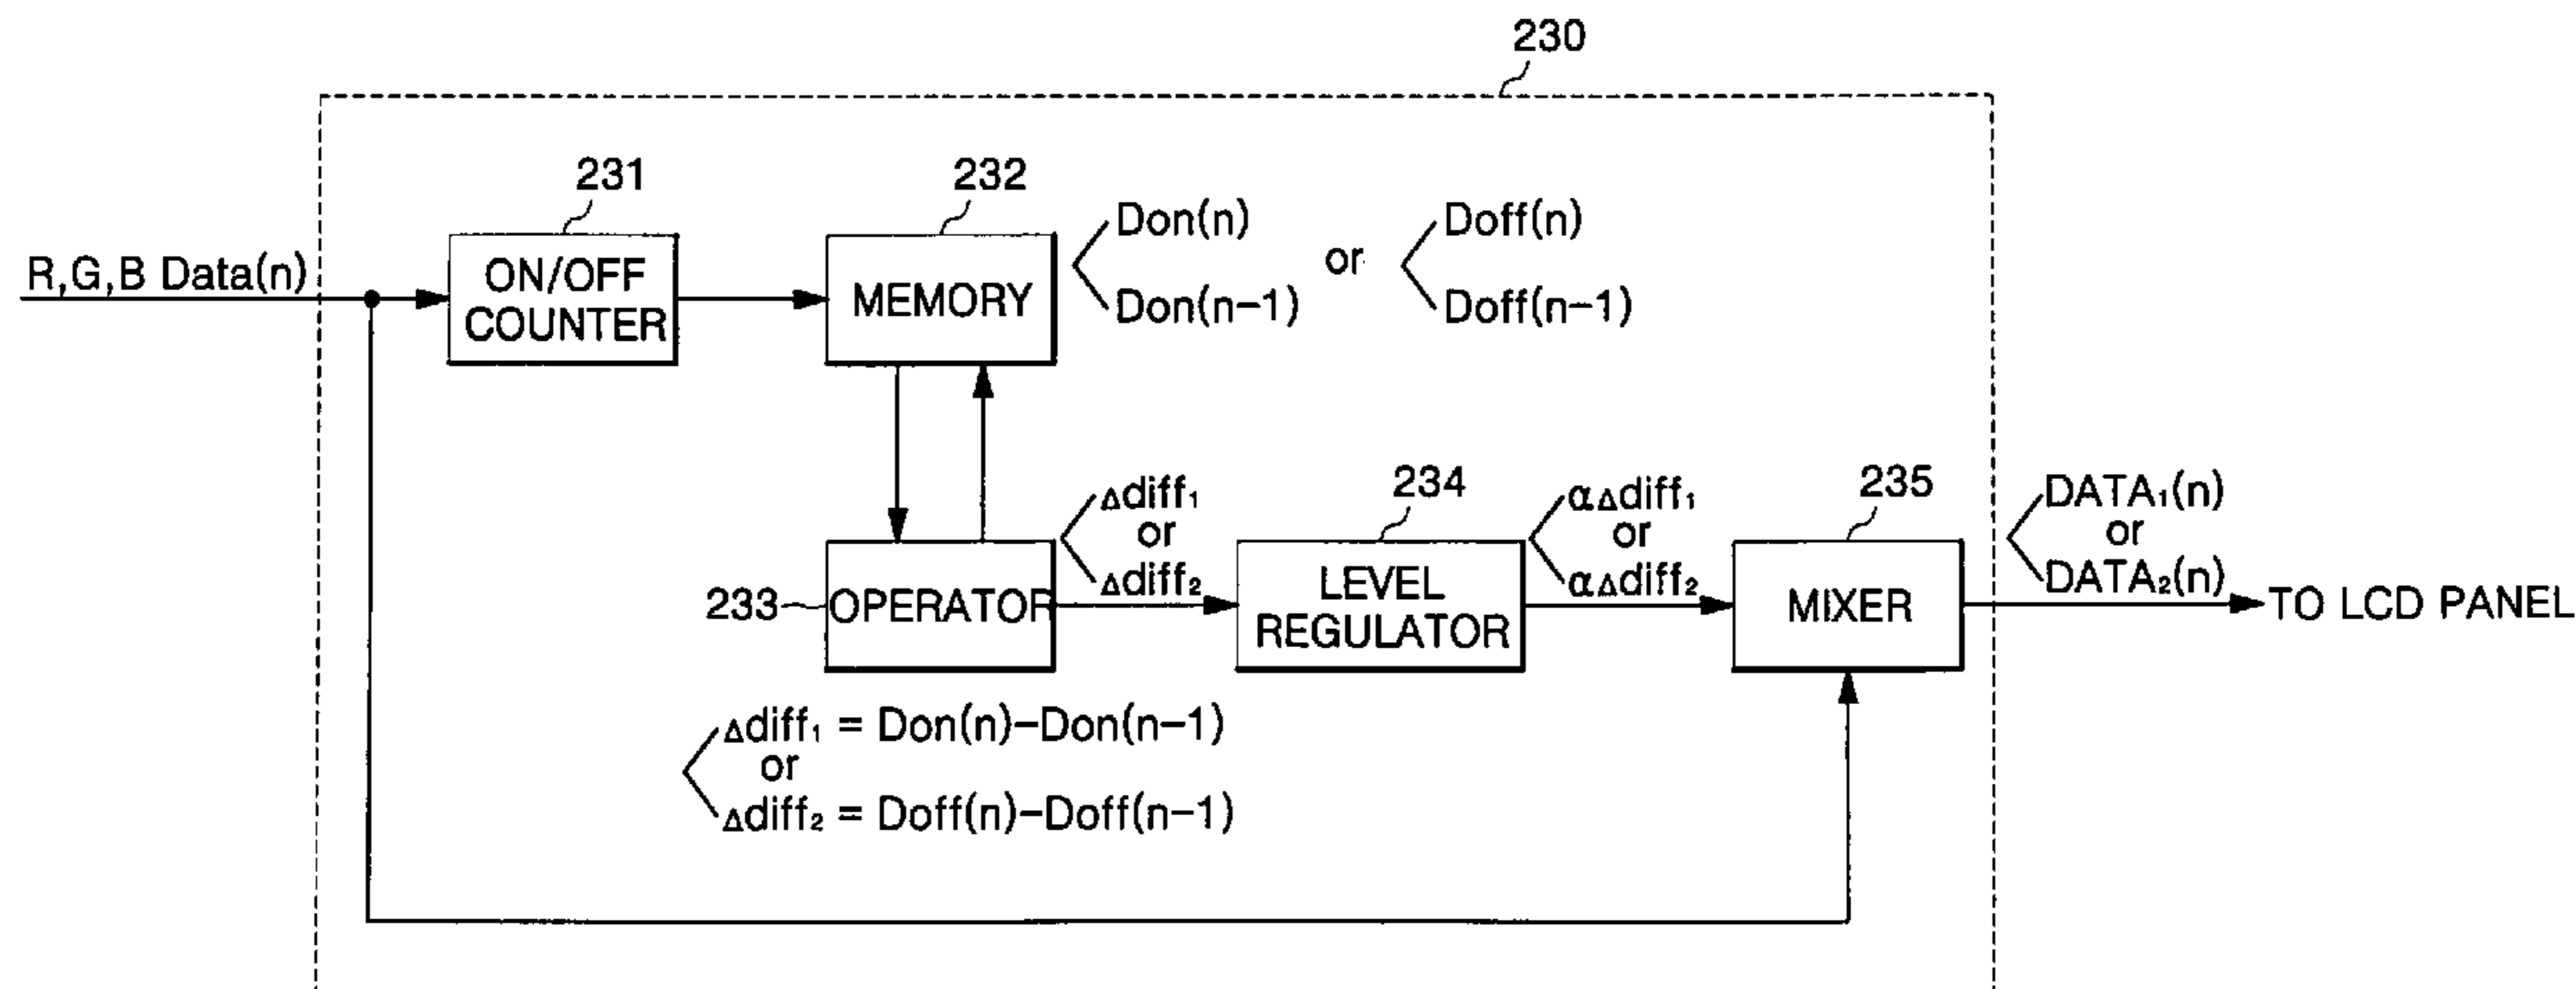 230
231
232
R,G,B Data(n)
ON/OFF
COUNTER
MEMORY
Don(n)
Don(n-1)
or
Doff(n)
Doff(n-1)
233
OPERATOR
Δdiff₁
or
Δdiff₂
234
LEVEL
REGULATOR
αΔdiff₁
or
αΔdiff₂
235
MIXER
DATA₁(n)
or
DATA₂(n)
TO LCD PANEL
Δdiff₁ = Don(n)-Don(n-1)
or
Δdiff₂ = Doff(n)-Doff(n-1)